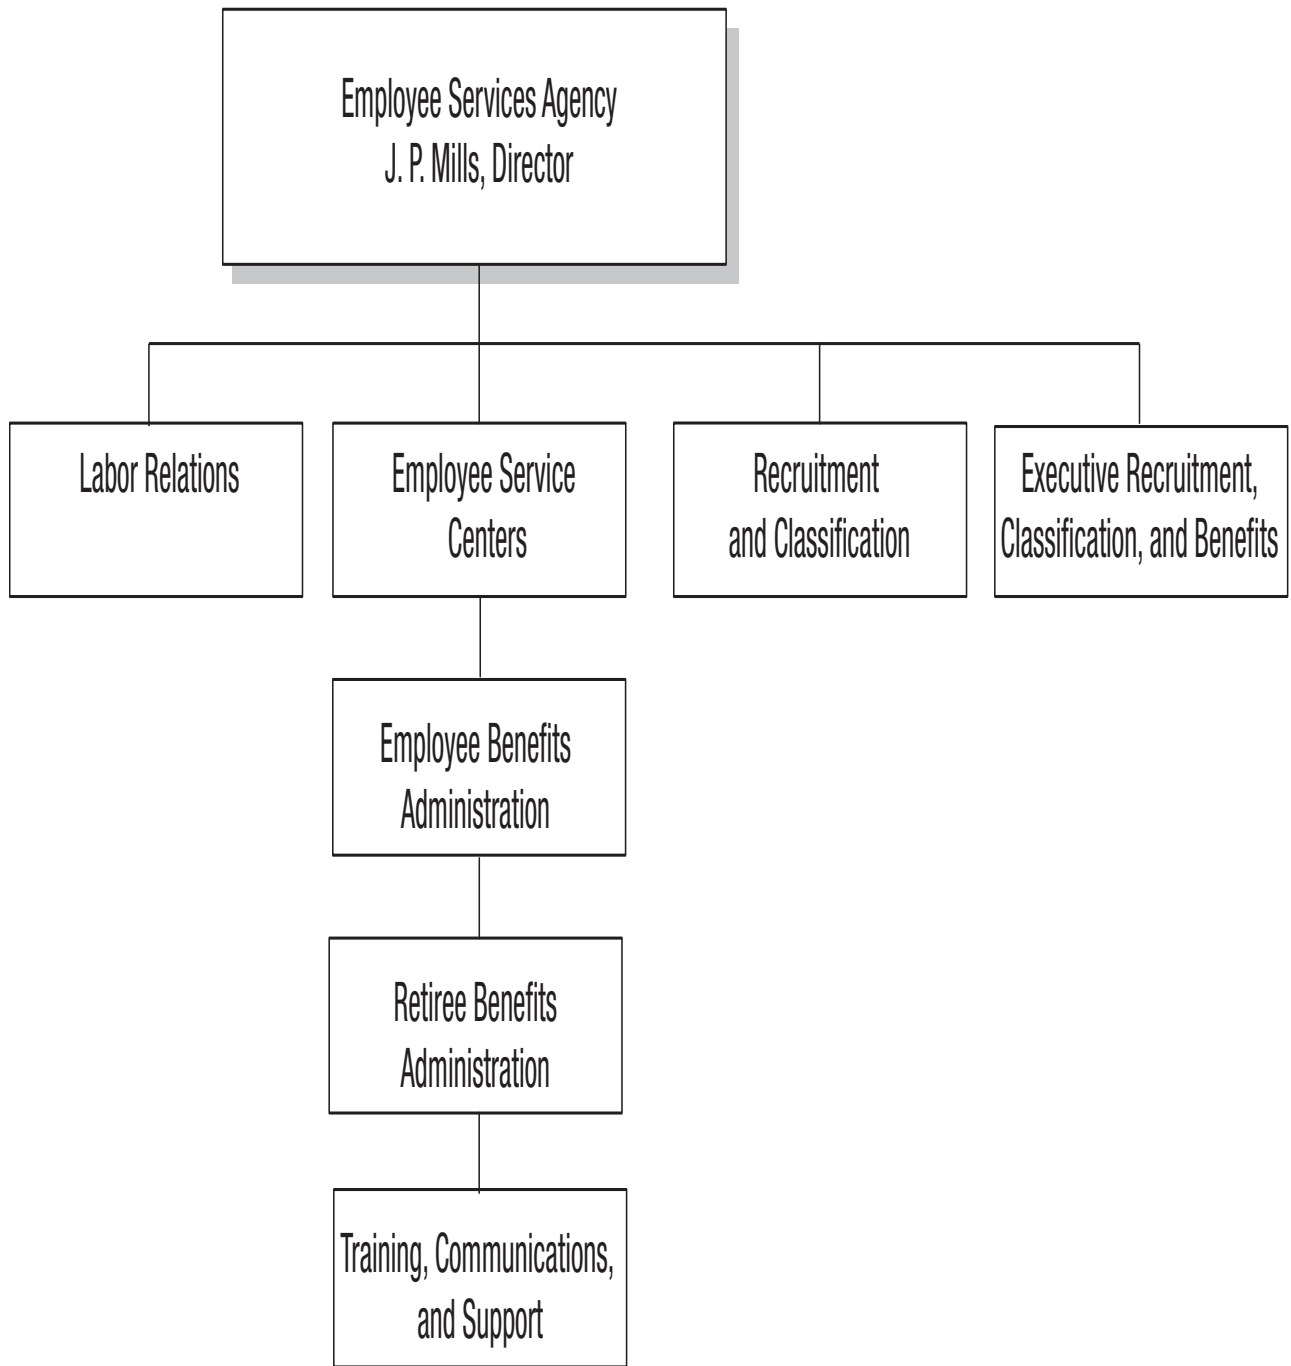 Employee Services Agency
J. P. Mills, Director
Labor Relations
Employee Service
Centers
Recruitment
and Classification
Executive Recruitment,
Classification, and Benefits
Employee Benefits
Administration
Retiree Benefits
Administration
Training, Communications,
and Support